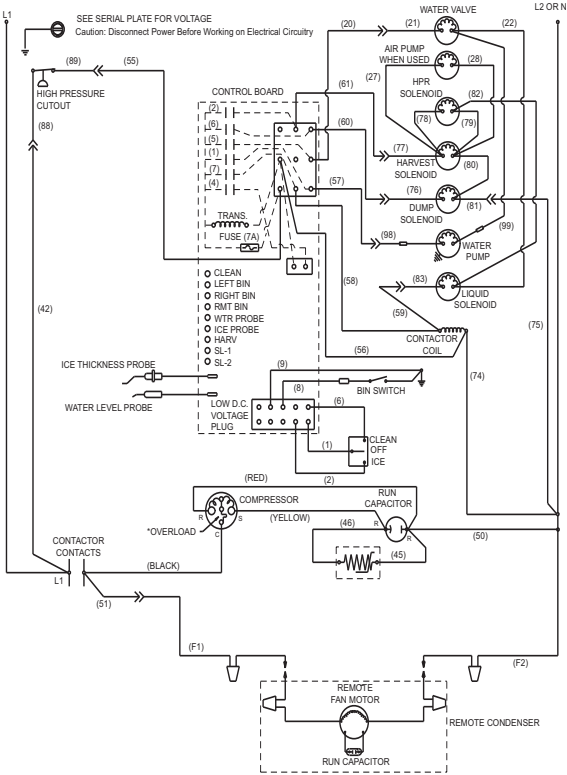 L1
SEE SERIAL PLATE FOR VOLTAGE
Caution: Disconnect Power Before Working on Electrical Circuitry
L2 OR N
WATER VALVE
(20)
(21)
(22)
(89)
(55)
AIR PUMP
WHEN USED
(27)
(28)
HIGH PRESSURE
CUTOUT
CONTROL BOARD
(61)
HPR
SOLENOID
(82)
(2)
(6)
(60)
(78)
(79)
(88)
(5)
(1)
(77)
HARVEST
SOLENOID
(80)
(7)
(4)
(57)
(76)
DUMP
SOLENOID
(81)
TRANS.
FUSE (7A)
(98)
(99)
WATER
PUMP
CLEAN
LEFT BIN
RIGHT BIN
RMT BIN
WTR PROBE
ICE PROBE
HARV
SL-1
SL-2
(58)
(83)
LIQUID
SOLENOID
(59)
(42)
(75)
CONTACTOR
COIL
(56)
(74)
ICE THICKNESS PROBE
(9)
(8)
BIN SWITCH
WATER LEVEL PROBE
LOW D.C.
VOLTAGE
PLUG
(6)
(1)
CLEAN
OFF
ICE
(2)
(RED)
RUN
CAPACITOR
COMPRESSOR
R
S
(YELLOW)
R
*OVERLOAD
C
(46)
R
(50)
(45)
CONTACTOR
CONTACTS
(BLACK)
L1
(51)
(F1)
(F2)
REMOTE
FAN MOTOR
REMOTE CONDENSER
RUN CAPACITOR